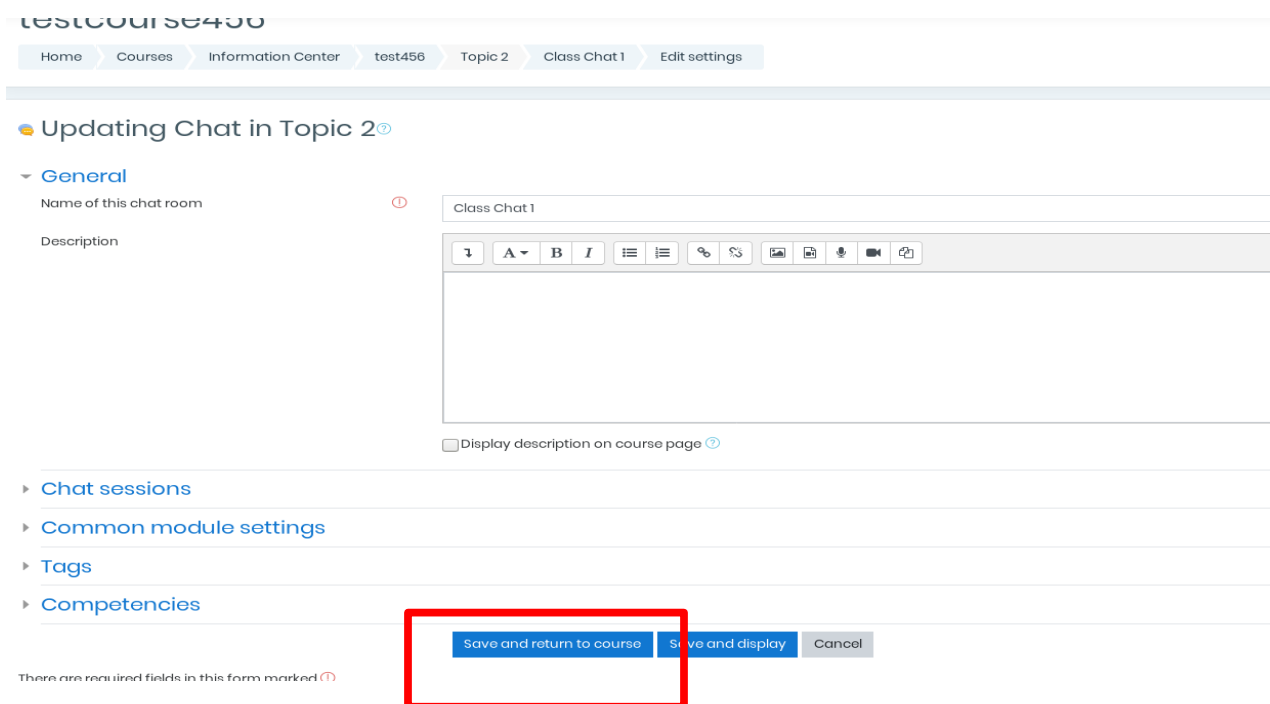 testcourse456
Home Courses Information Center test456 Topic 2 Class Chat 1 Edit settings
Updating Chat in Topic 2
General
Name of this chat room
Class Chat 1
Description
A B I
Display description on course page
Chat sessions
Common module settings
Tags
Competencies
Save and return to course Save and display Cancel
There are required fields in this form marked